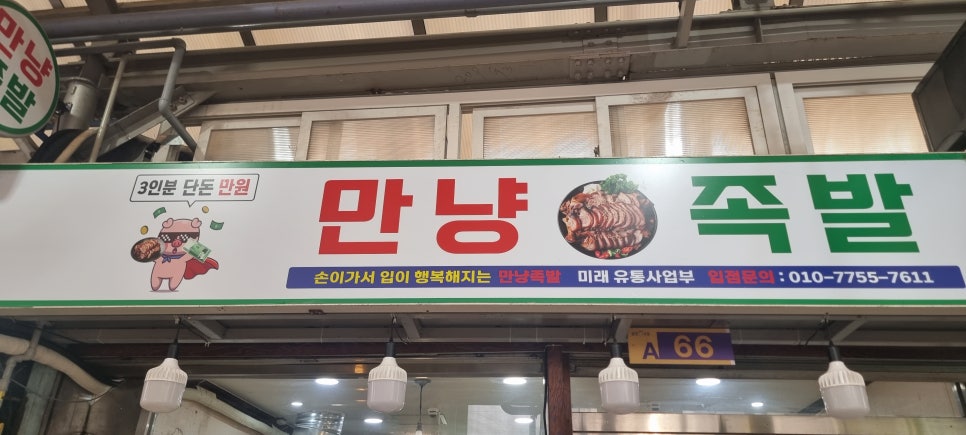 만냥
족발
3인분 단돈 만원
만냥 족발
손이가서 입이 행복해지는 만냥족발 미래 유통사업부 입점문의 : 010-7755-7611
A 66